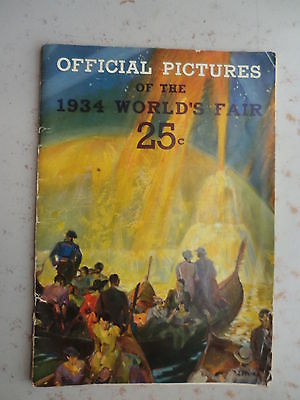 OFFICIAL PICTURES
OF THE
1934 WORLD'S FAIR
25c